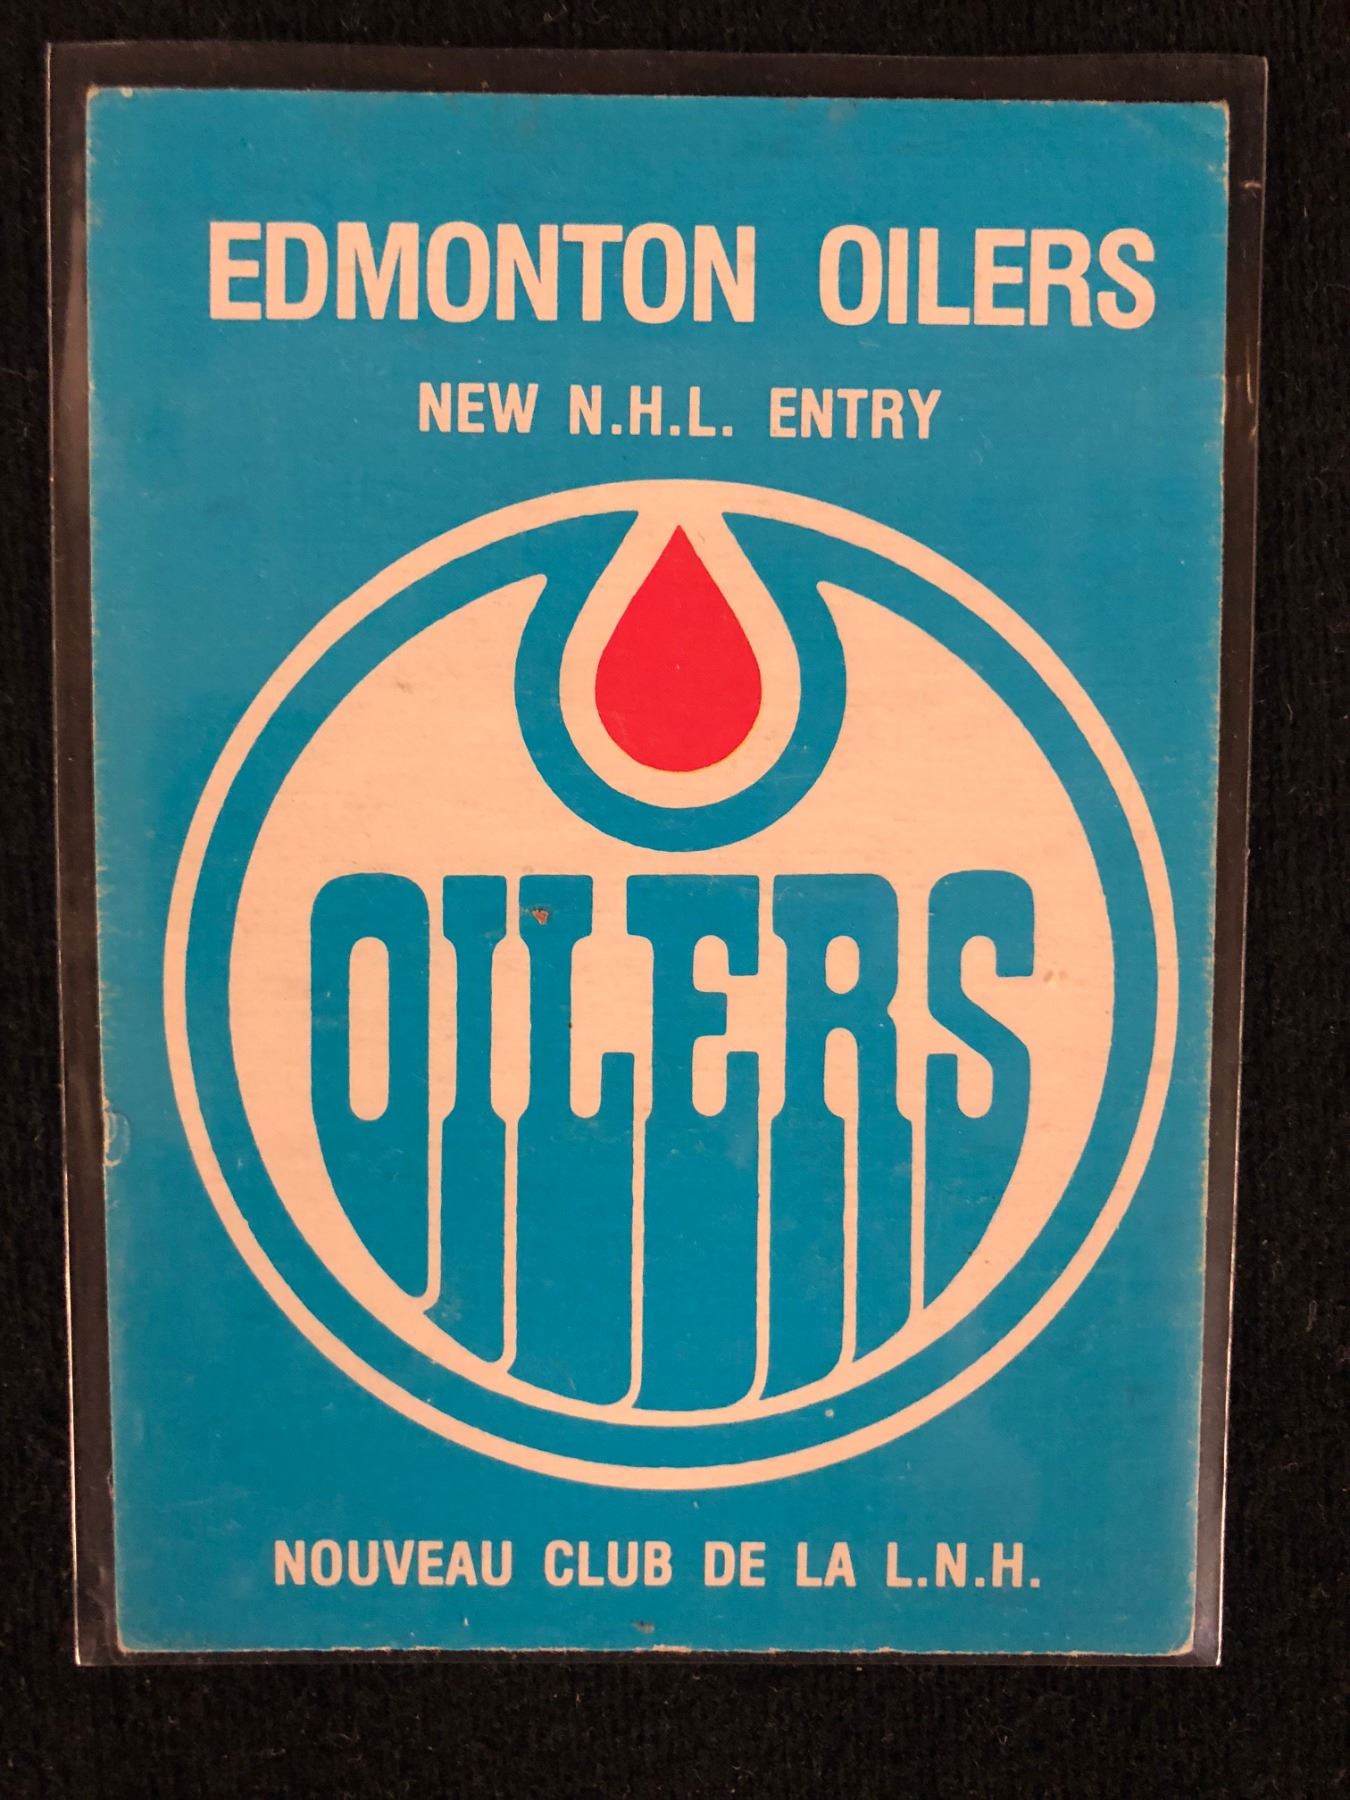 EDMONTON OILERS
NEW N.H.L. ENTRY
OILERS
NOUVEAU CLUB DE LA L.N.H.